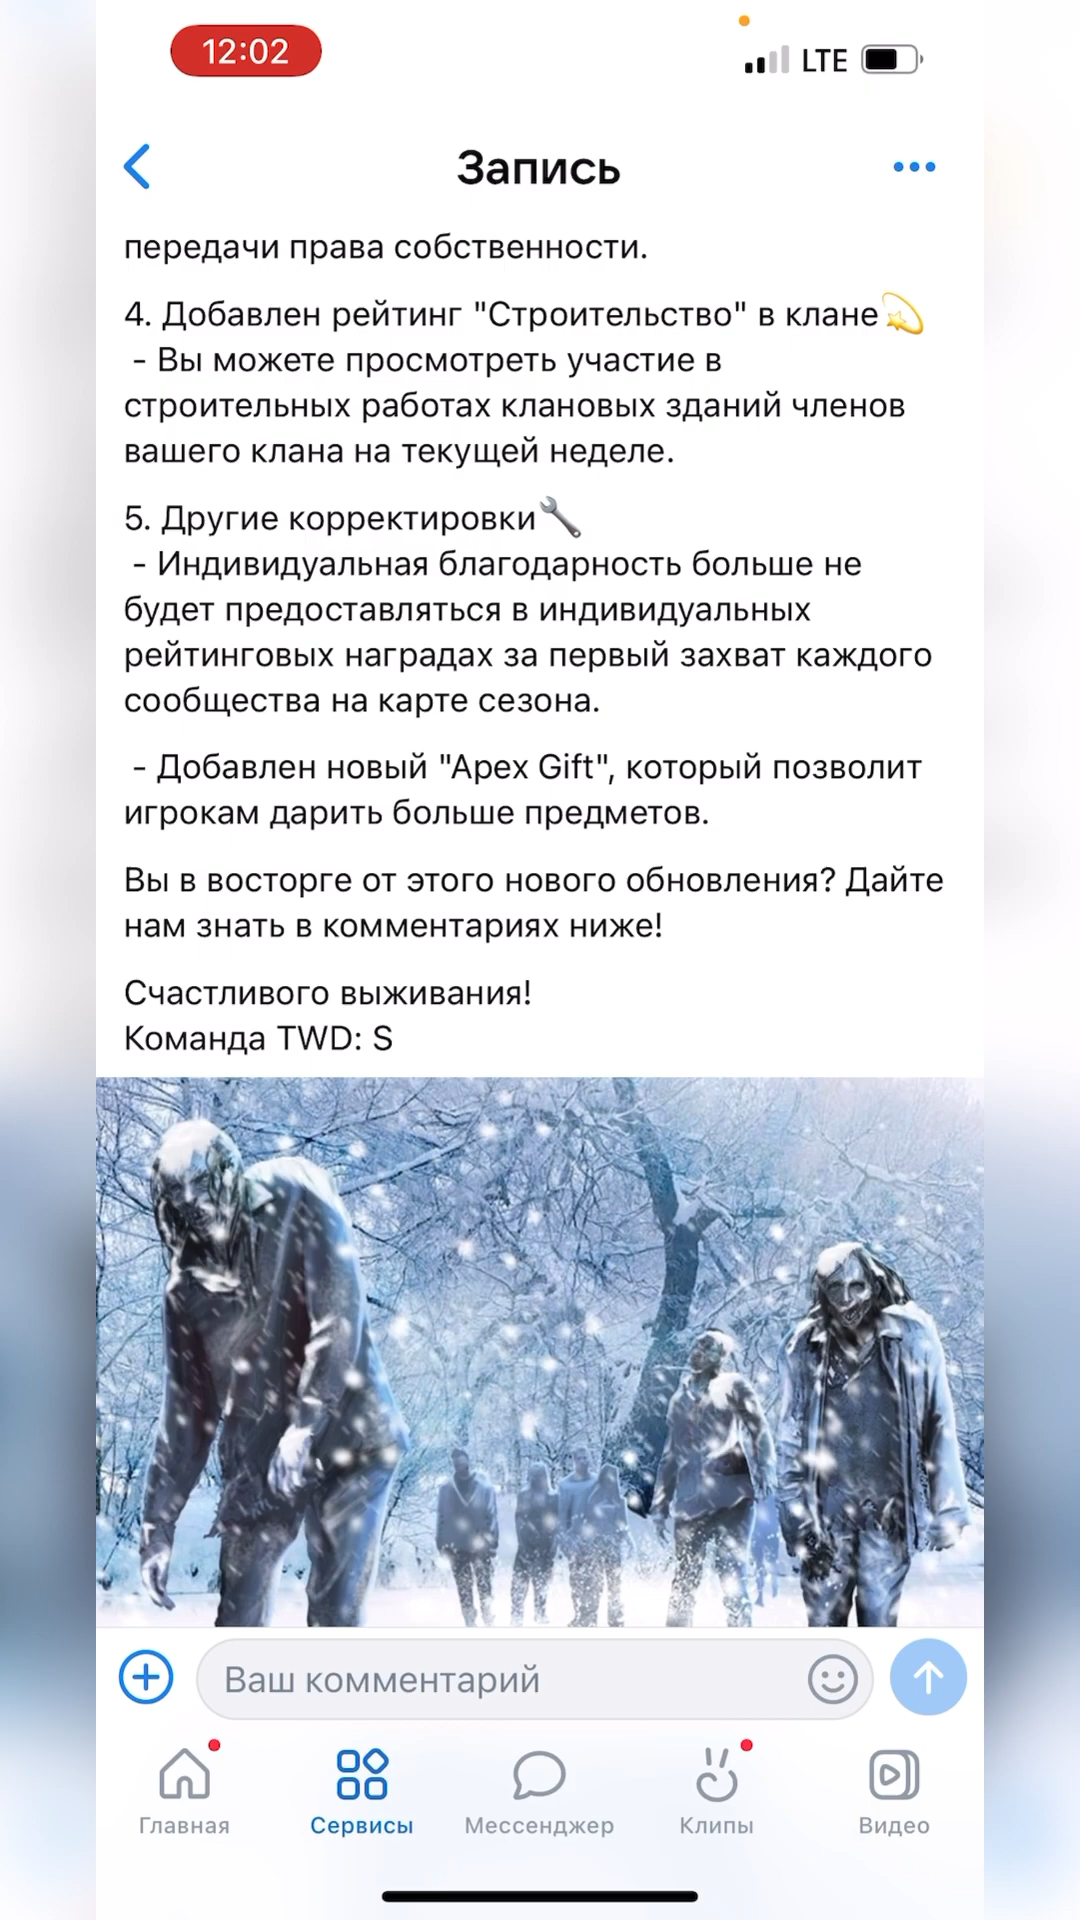 12:02
LTE
Запись
передачи права собственности.
4. Добавлен рейтинг "Строительство" в клане💫
- Вы можете просмотреть участие в
строительных работах клановых зданий членов
вашего клана на текущей неделе.
5. Другие корректировки🔧
- Индивидуальная благодарность больше не
будет предоставляться в индивидуальных
рейтинговых наградах за первый захват каждого
сообщества на карте сезона.
- Добавлен новый "Apex Gift", который позволит
игрокам дарить больше предметов.
Вы в восторге от этого нового обновления? Дайте
нам знать в комментариях ниже!
Счастливого выживания!
Команда TWD: S
Ваш комментарий
Главная
Сервисы
Мессенджер
Клипы
Видео